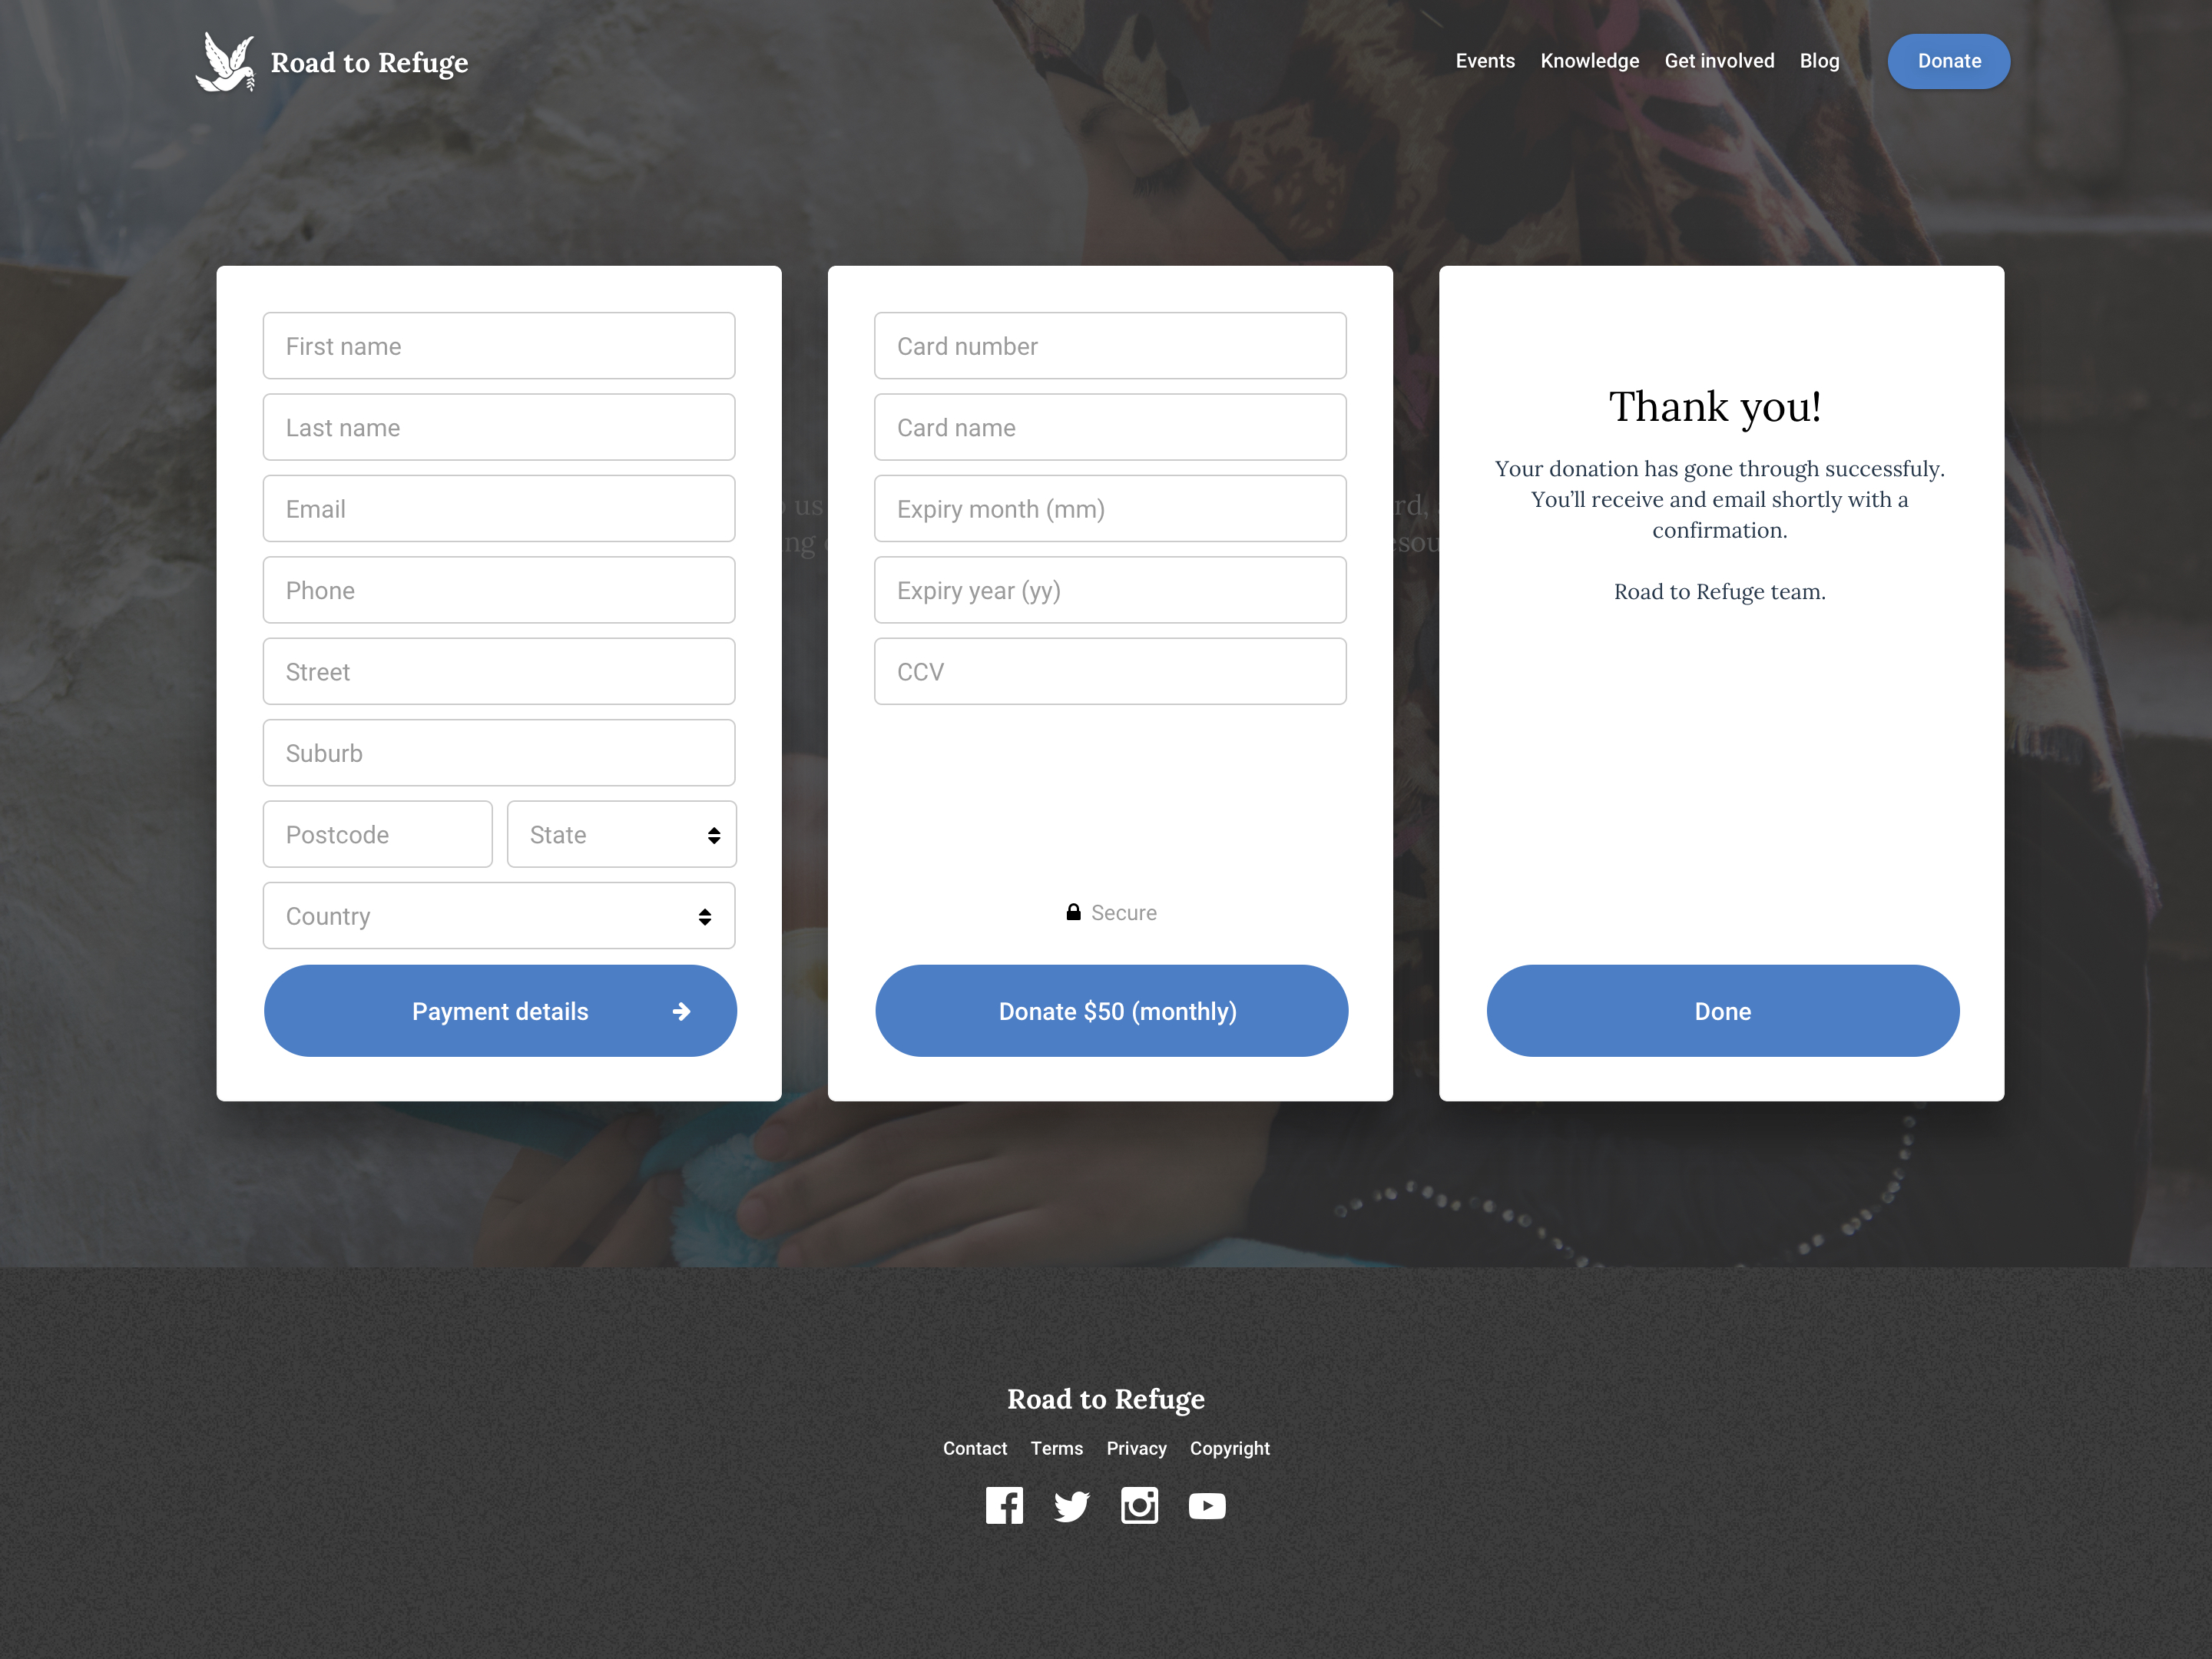 Road to Refuge
Events Knowledge Get involved Blog Donate
First name
Last name
Email
Phone
Street
Suburb
Postcode State
Country
Payment details
us
Card number
Card name
Expiry month (mm)
Expiry year (yy)
CCV
Secure
Donate $50 (monthly)
Thank you!
Your donation has gone through successfuly.
You’ll receive and email shortly with a
confirmation.
Road to Refuge team.
Done
Road to Refuge
Contact Terms Privacy Copyright